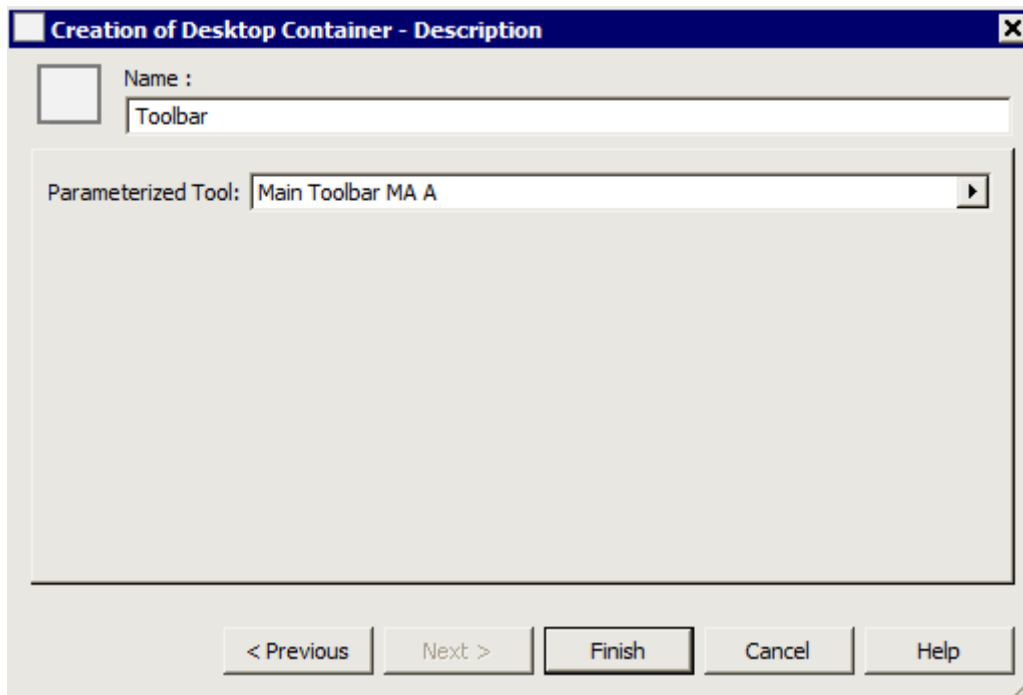 Creation of Desktop Container - Description
Name :
Toolbar
Parameterized Tool: Main Toolbar MA A
< Previous Next > Finish Cancel Help